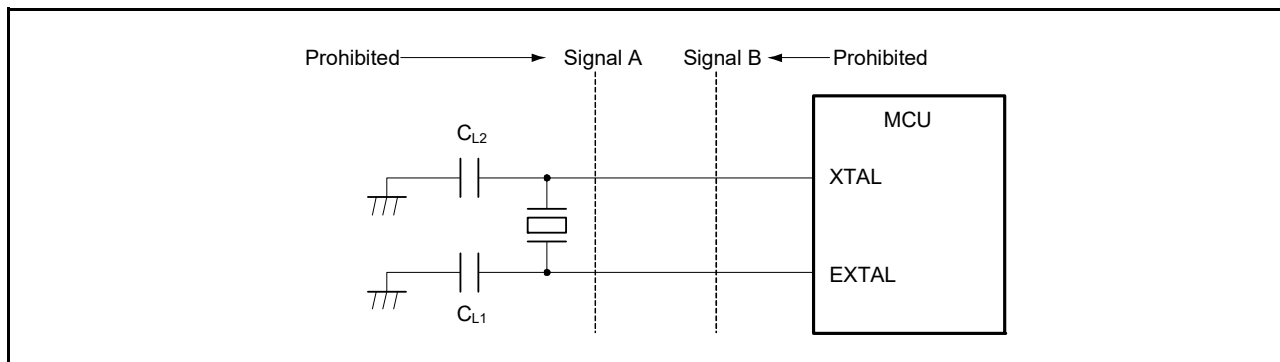 Prohibited Signal A Signal B Prohibited
MCU
CL2
XTAL
EXTAL
CL1